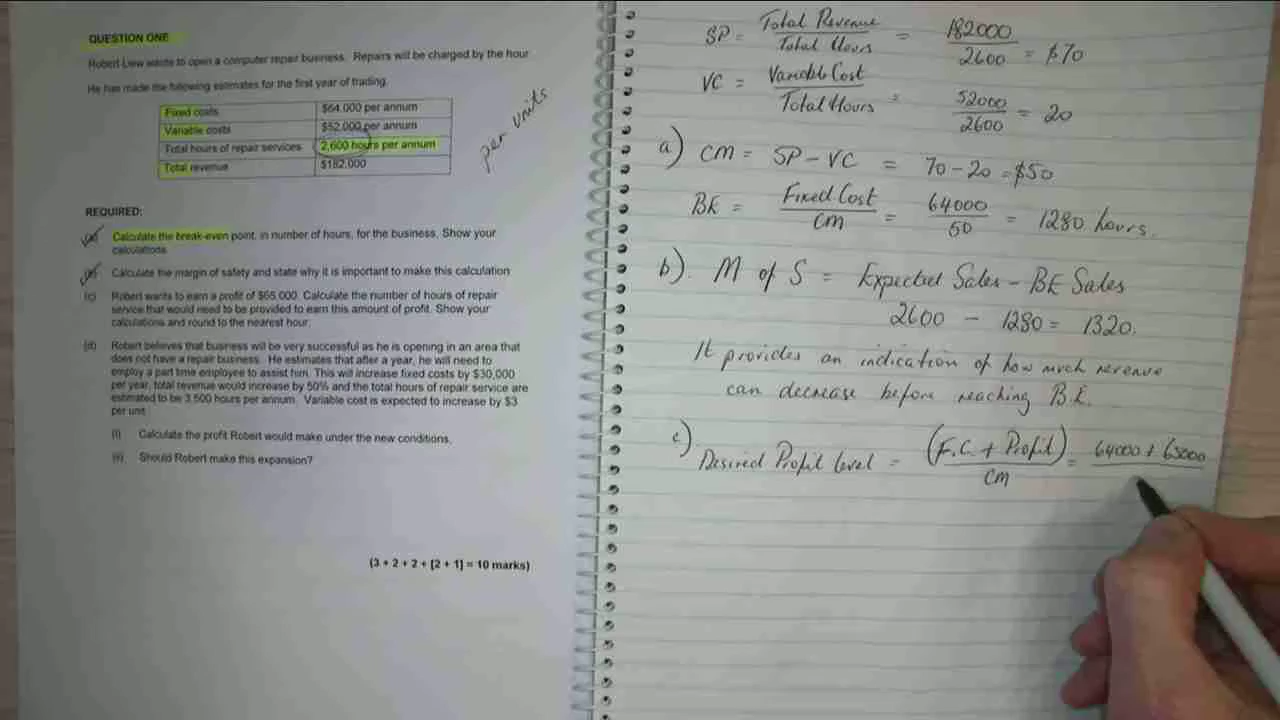 QUESTION ONE
Robert Liew wants to open a computer repair business. Repairs will be charged by the hour
He has made the following estimates for the first year of trading.
Fixed costs $64,000 per annum
Variable costs $52,000 per annum
Total hours of repair services 2,600 hours per annum
Total revenue $182,000
per units
REQUIRED:
(a) Calculate the break-even point, in number of hours, for the business. Show your
calculations.
(b) Calculate the margin of safety and state why it is important to make this calculation
(c) Robert wants to earn a profit of $65,000. Calculate the number of hours of repair
service that would need to be provided to earn this amount of profit. Show your
calculations and round to the nearest hour.
(d) Robert believes that business will be very successful as he is opening in an area that
does not have a repair business. He estimates that after a year, he will need to
employ a part time employee to assist him. This will increase fixed costs by $30,000
per year, total revenue would increase by 50% and the total hours of repair service are
estimated to be 3,500 hours per annum. Variable cost is expected to increase by $3
per unit
(i) Calculate the profit Robert would make under the new conditions.
(ii) Should Robert make this expansion?
(3 + 2 + 2 + [2 + 1] = 10 marks)
SP = Total Revenue = 182000
Total Hours 2600 = $70
VC = Variable Cost = 52000
Total Hours 2600 = 20
a) CM = SP - VC = 70 - 20 = $50
BE = Fixed Cost = 64000 = 1280 hours.
CM 50
b). M of S = Expected Sales - BE Sales
2600 - 1280 = 1320.
It provides an indication of how much revenue
can decrease before reaching B.E.
c). Desired Profit Level = (F.C. + Profit) = 64000 + 65000
CM